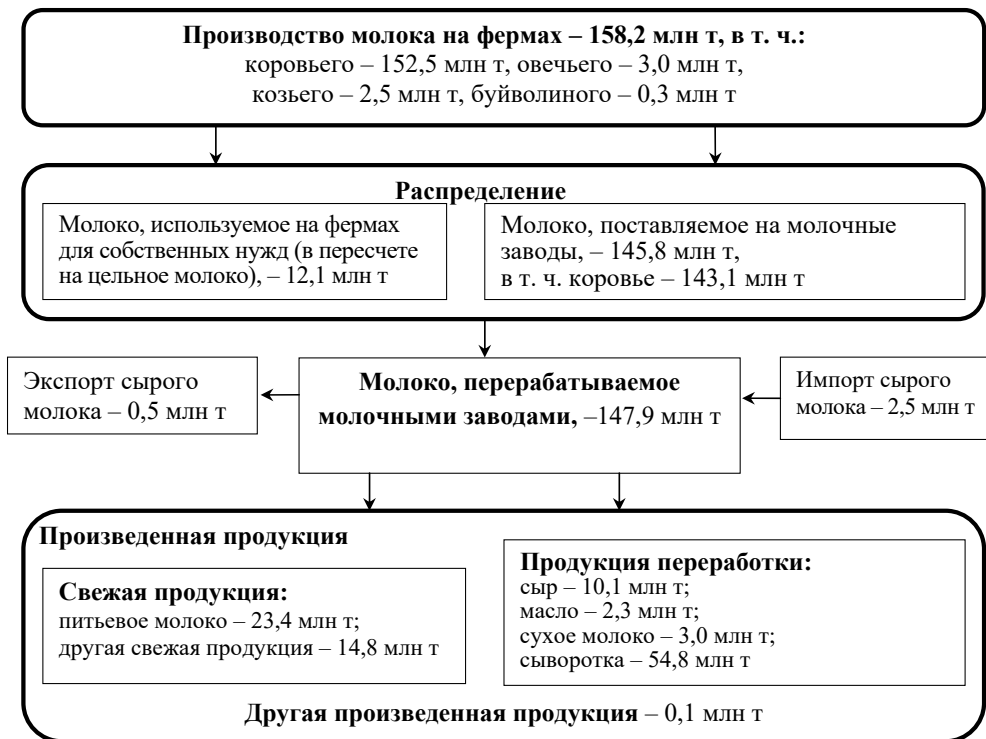 Производство молока на фермах – 158,2 млн т, в т. ч.:
коровьего – 152,5 млн т, овечьего – 3,0 млн т,
козьего – 2,5 млн т, буйволиного – 0,3 млн т
Распределение
Молоко, используемое на фермах
для собственных нужд (в пересчете
на цельное молоко), – 12,1 млн т
Молоко, поставляемое на молочные
заводы, – 145,8 млн т,
в т. ч. коровье – 143,1 млн т
Экспорт сырого
молока – 0,5 млн т
Молоко, перерабатываемое
молочными заводами, –147,9 млн т
Импорт сырого
молока – 2,5 млн т
Произведенная продукция
Свежая продукция:
питьевое молоко – 23,4 млн т;
другая свежая продукция – 14,8 млн т
Продукция переработки:
сыр – 10,1 млн т;
масло – 2,3 млн т;
сухое молоко – 3,0 млн т;
сыворотка – 54,8 млн т
Другая произведенная продукция – 0,1 млн т